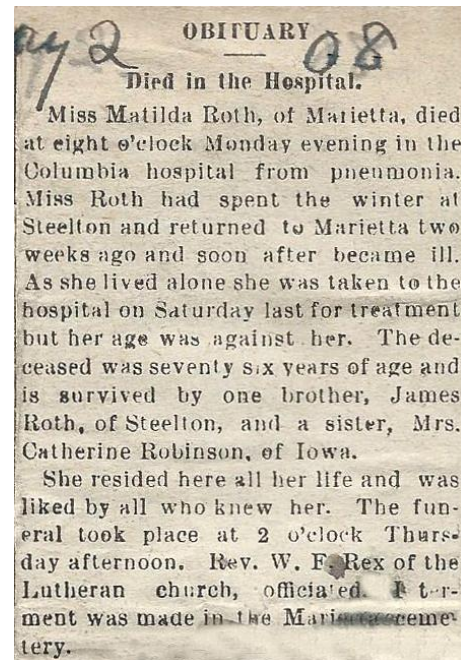 OBITUARY
ay 2 08
Died in the Hospital.
Miss Matilda Roth, of Marietta, died
at eight o'clock Monday evening in the
Columbia hospital from pneumonia.
Miss Roth had spent the winter at
Steelton and returned to Marietta two
weeks ago and soon after became ill.
As she lived alone she was taken to the
hospital on Saturday last for treatment
but her age was against her. The de-
ceased was seventy six years of age and
is survived by one brother, James
Roth, of Steelton, and a sister, Mrs.
Catherine Robinson, of Iowa.
She resided here all her life and was
liked by all who knew her. The fun-
eral took place at 2 o'clock Thurs-
day afternoon. Rev. W. F. Rex of the
Lutheran church, officiated. Inter-
ment was made in the Marietta ceme-
tery.